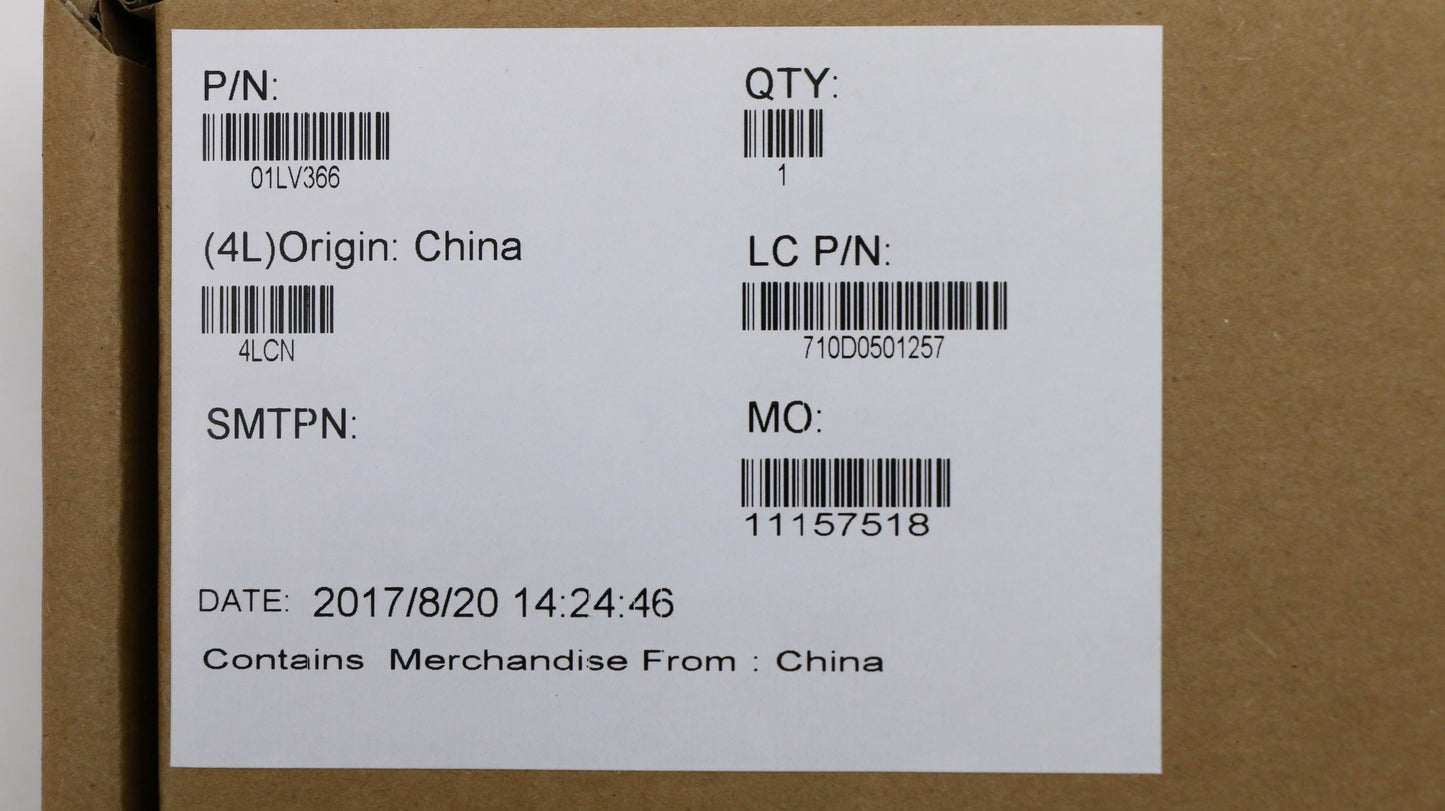 P/N:
01LV366
QTY:
1
(4L)Origin: China
4LCN
LC P/N:
710D0501257
SMTPN:
MO:
11157518
DATE: 2017/8/20 14:24:46
Contains Merchandise From : China